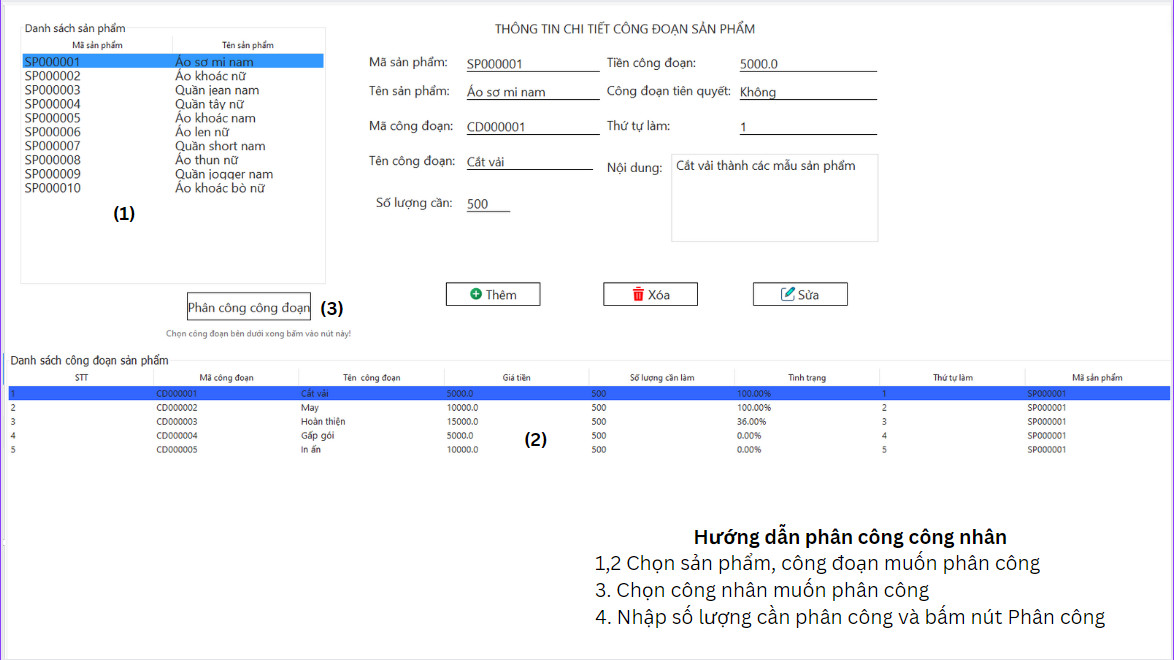 Danh sách sản phẩm
Mã sản phẩm Tên sản phẩm
SP000001 Áo sơ mi nam
SP000002 Áo khoác nữ
SP000003 Quần jean nam
SP000004 Quần tây nữ
SP000005 Áo khoác nam
SP000006 Áo len nữ
SP000007 Quần short nam
SP000008 Áo thun nữ
SP000009 Quần jogger nam
SP000010 Áo khoác bò nữ
(1)
Phân công công đoạn (3)
Chọn công đoạn bên dưới xong bấm vào nút này!
THÔNG TIN CHI TIẾT CÔNG ĐOẠN SẢN PHẨM
Mã sản phẩm: SP000001 Tiền công đoạn: 5000.0
Tên sản phẩm: Áo sơ mi nam Công đoạn tiên quyết: Không
Mã công đoạn: CD000001 Thứ tự làm: 1
Tên công đoạn: Cắt vải Nội dung: Cắt vải thành các mẫu sản phẩm
Số lượng cần: 500
Thêm Xóa Sửa
Danh sách công đoạn sản phẩm
STT Mã công đoạn Tên công đoạn Giá tiền Số lượng cần làm Tình trạng Thứ tự làm Mã sản phẩm
1 CD000001 Cắt vải 5000.0 500 100.00% 1 SP000001
2 CD000002 May 10000.0 500 100.00% 2 SP000001
3 CD000003 Hoàn thiện 15000.0 500 36.00% 3 SP000001
4 CD000004 Gấp gói 5000.0 500 0.00% 4 SP000001
5 CD000005 In ấn 10000.0 500 0.00% 5 SP000001
(2)
Hướng dẫn phân công công nhân
1,2 Chọn sản phẩm, công đoạn muốn phân công
3. Chọn công nhân muốn phân công
4. Nhập số lượng cần phân công và bấm nút Phân công